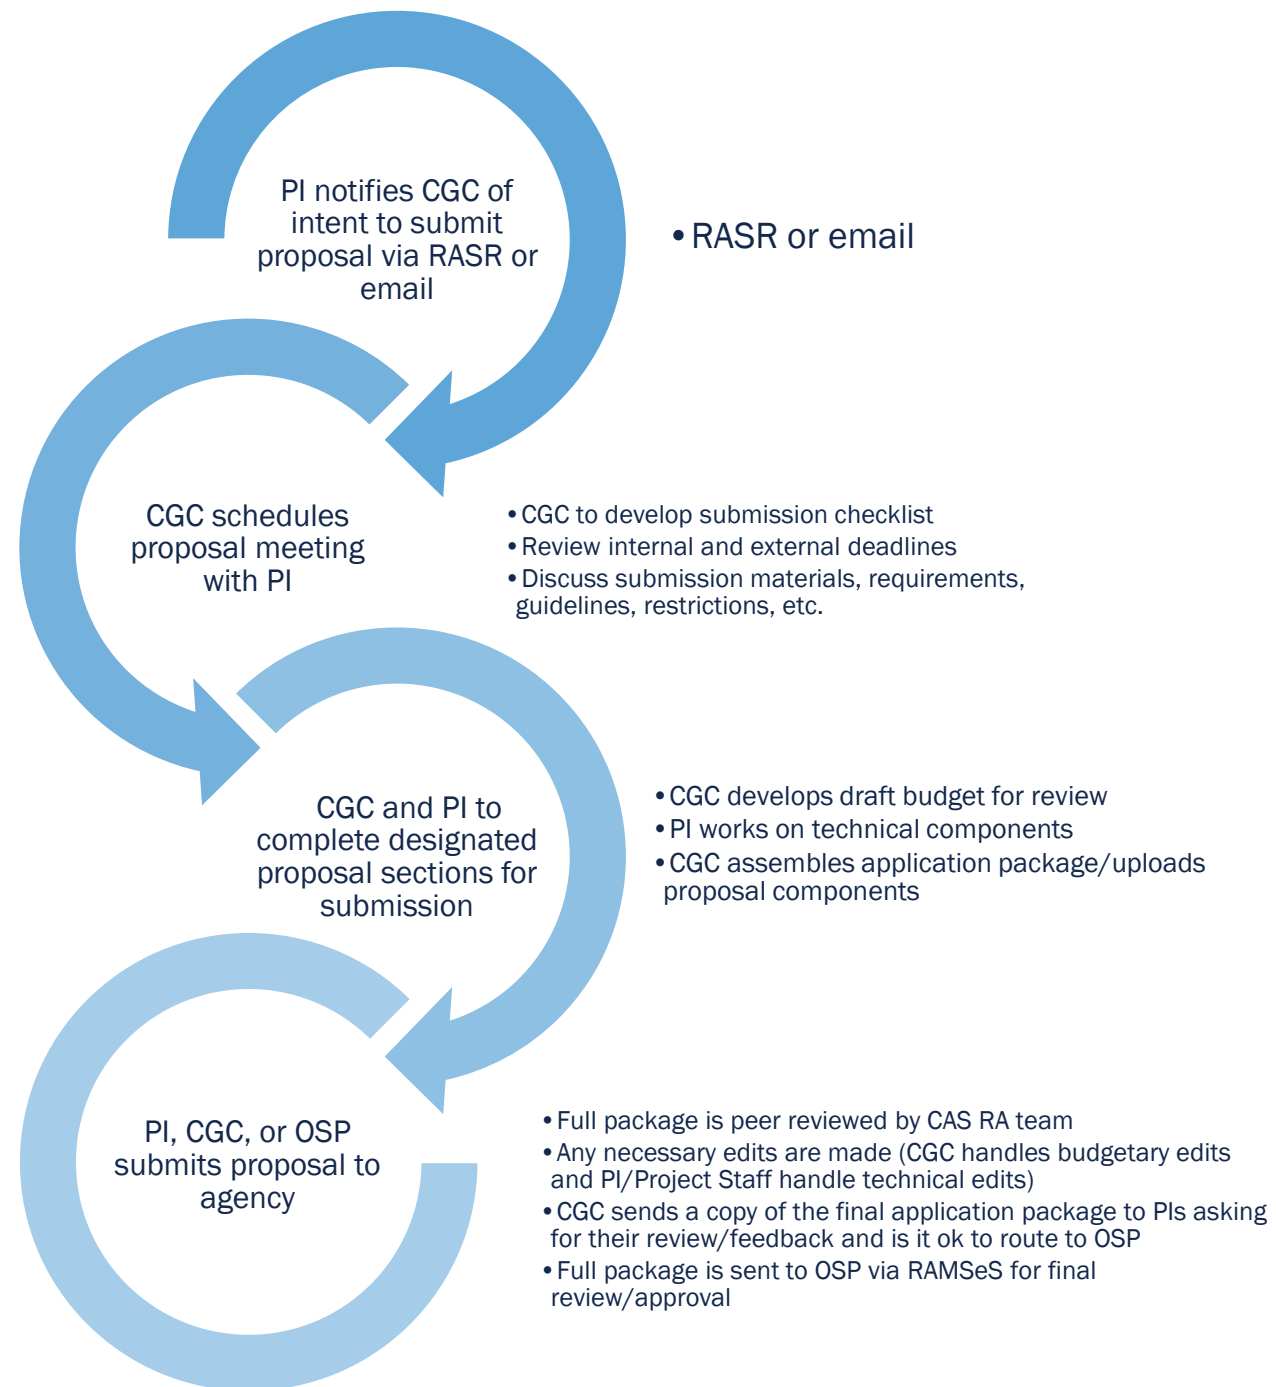 PI notifies CGC of
intent to submit
proposal via RASR or
email
•RASR or email
CGC schedules
proposal meeting
with PI
•CGC to develop submission checklist
•Review internal and external deadlines
•Discuss submission materials, requirements,
guidelines, restrictions, etc.
CGC and PI to
complete designated
proposal sections for
submission
•CGC develops draft budget for review
•PI works on technical components
•CGC assembles application package/uploads
proposal components
PI, CGC, or OSP
submits proposal to
agency
•Full package is peer reviewed by CAS RA team
•Any necessary edits are made (CGC handles budgetary edits
and PI/Project Staff handle technical edits)
•CGC sends a copy of the final application package to PIs asking
for their review/feedback and is it ok to route to OSP
•Full package is sent to OSP via RAMSeS for final
review/approval